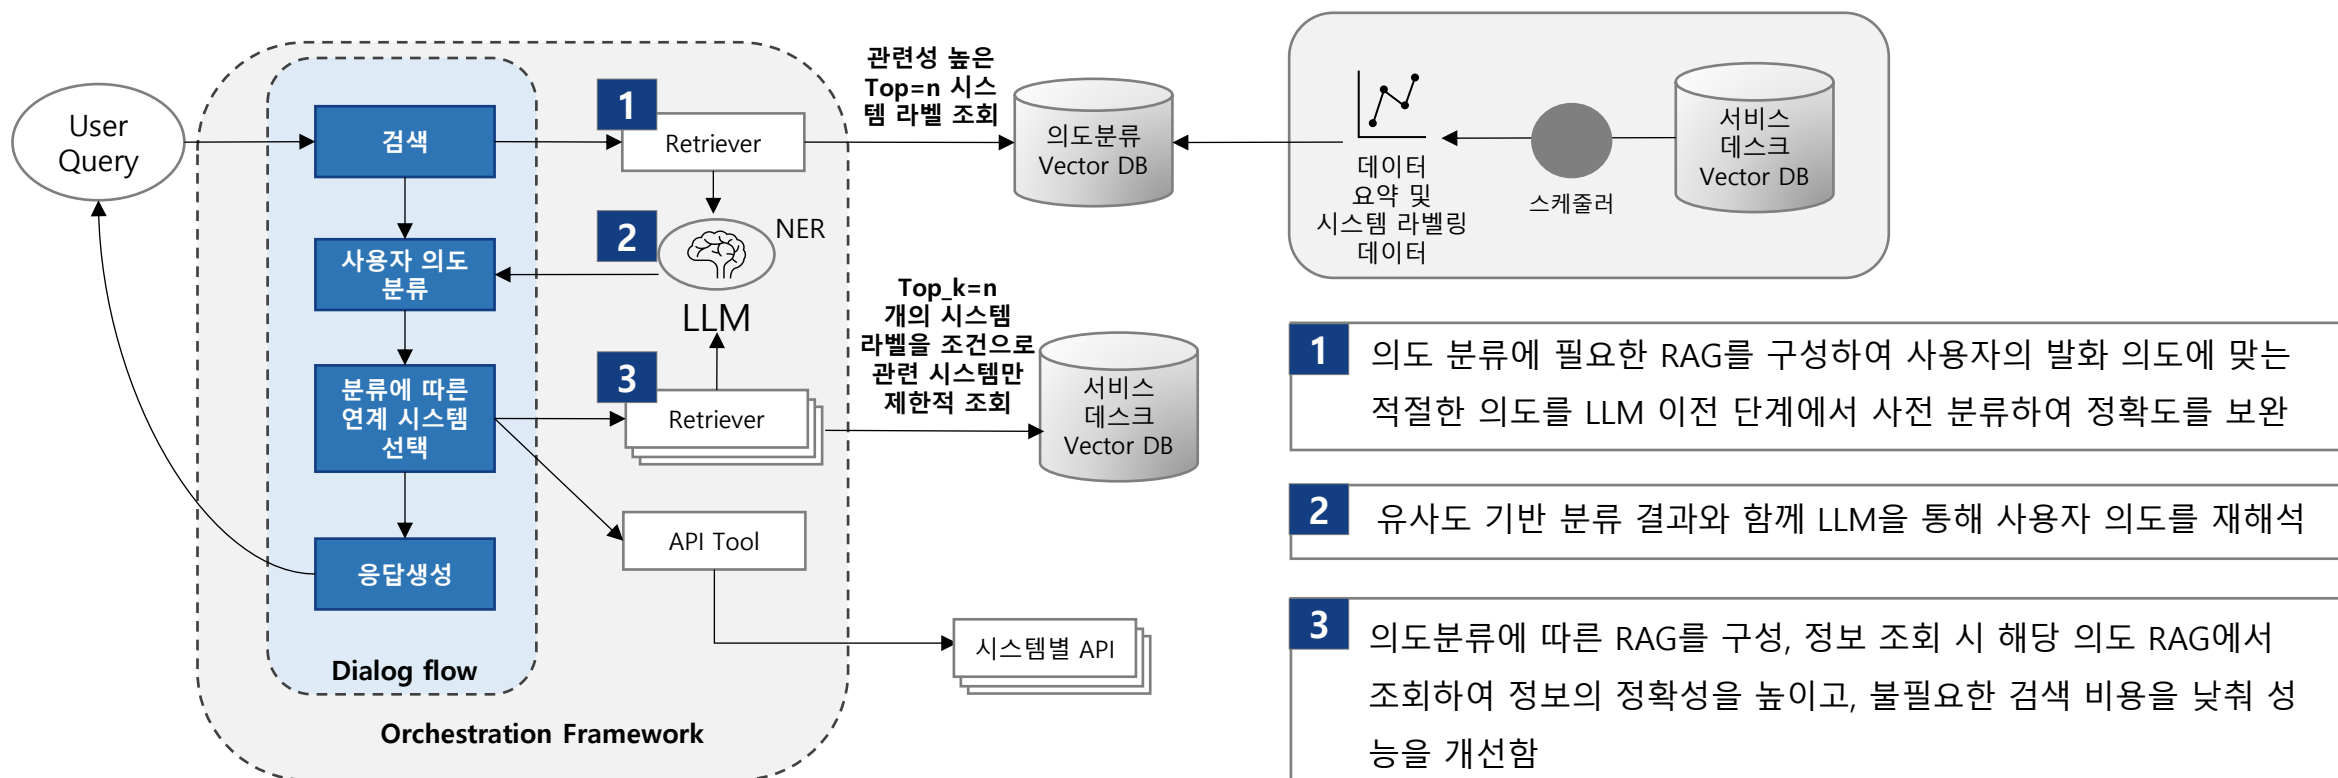 User
Query
검색
사용자 의도
분류
분류에 따른
연계 시스템
선택
응답생성
Dialog flow
Orchestration Framework
1
Retriever
2
NER
LLM
3
Retriever
API Tool
관련성 높은
Top=n 시스
템 라벨 조회
의도분류
Vector DB
Top_k=n
개의 시스템
라벨을 조건으로
관련 시스템만
제한적 조회
서비스
데스크
Vector DB
시스템별 API
데이터
요약 및
시스템 라벨링
데이터
스케줄러
서비스
데스크
Vector DB
1
의도 분류에 필요한 RAG를 구성하여 사용자의 발화 의도에 맞는
적절한 의도를 LLM 이전 단계에서 사전 분류하여 정확도를 보완
2
유사도 기반 분류 결과와 함께 LLM을 통해 사용자 의도를 재해석
3
의도분류에 따른 RAG를 구성, 정보 조회 시 해당 의도 RAG에서
조회하여 정보의 정확성을 높이고, 불필요한 검색 비용을 낮춰 성
능을 개선함